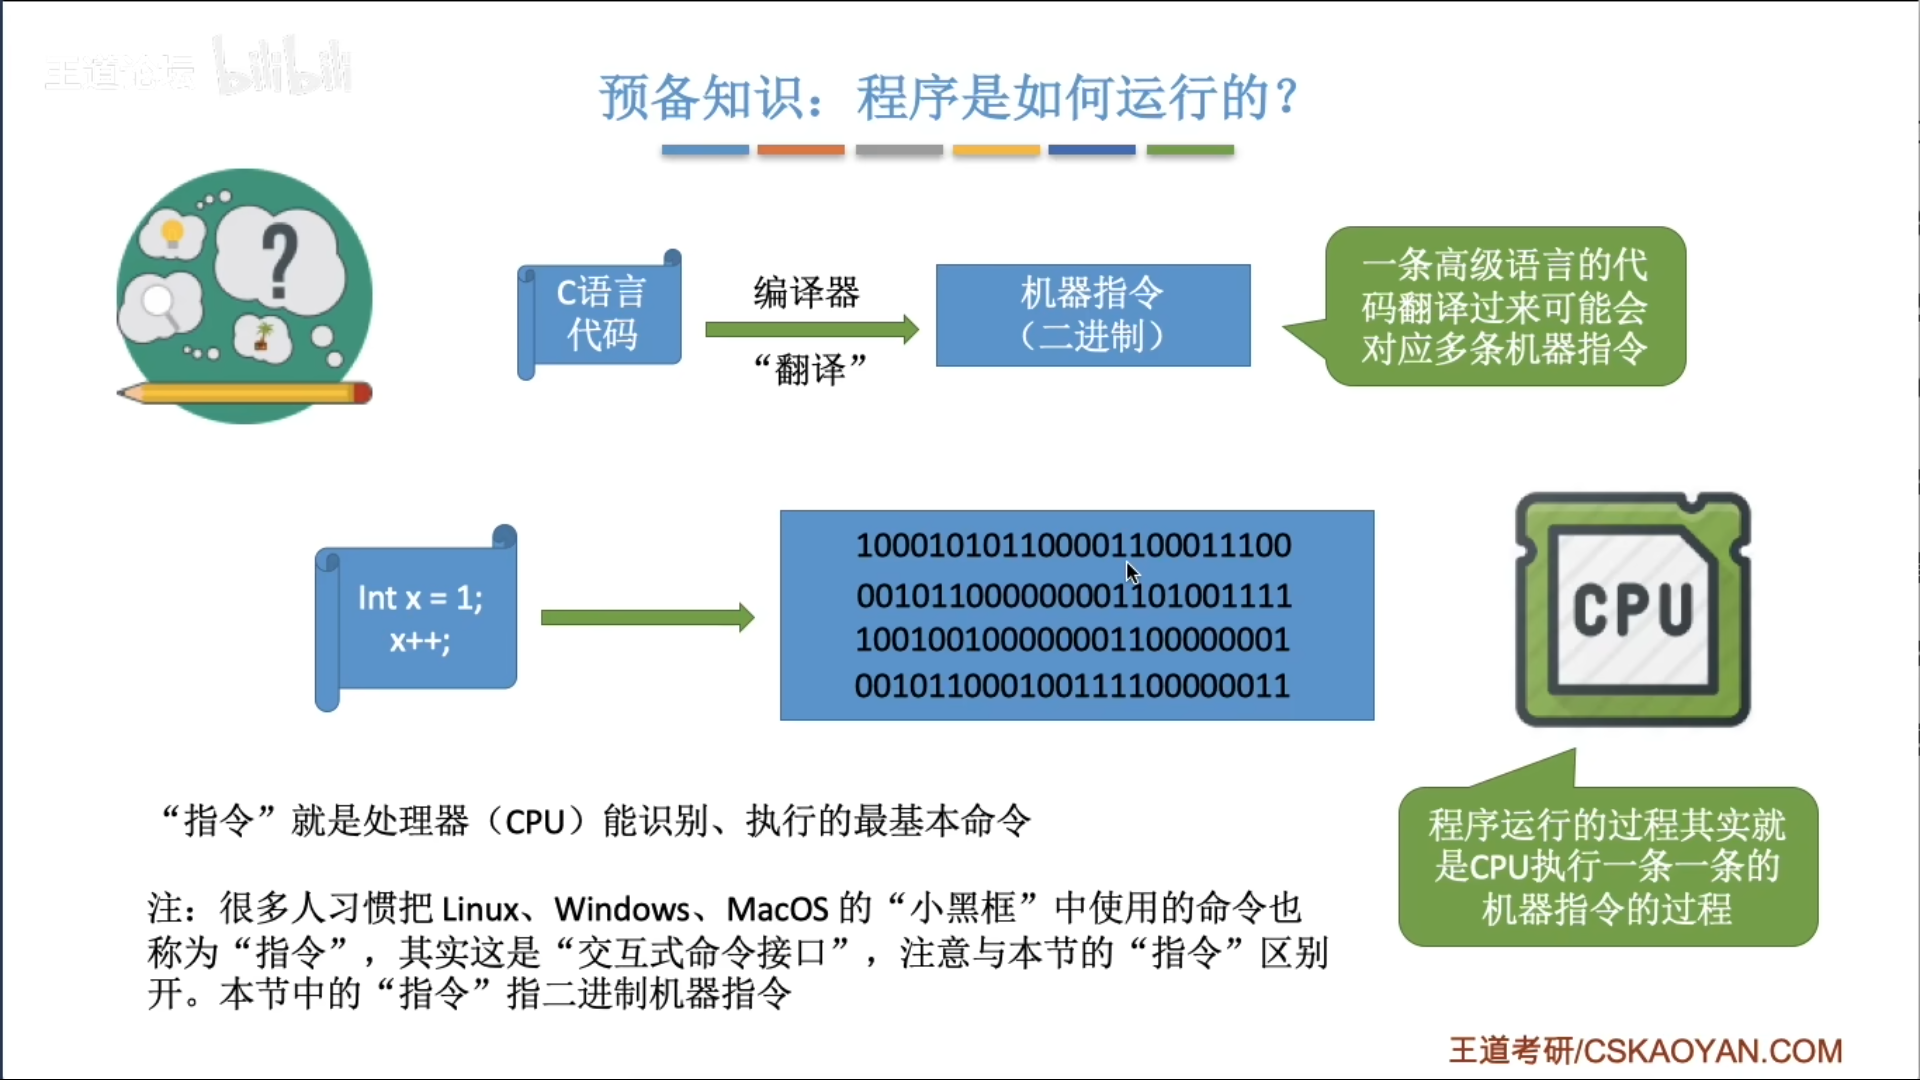 王道论坛 bilibili
预备知识：程序是如何运行的？
C语言
代码
编译器
“翻译”
机器指令
（二进制）
一条高级语言的代
码翻译过来可能会
对应多条机器指令
Int x = 1;
x++;
100010101100001100011100
001011000000001101001111
100100100000001100000001
001011000100111100000011
CPU
“指令”就是处理器（CPU）能识别、执行的最基本命令
程序运行的过程其实就
是CPU执行一条一条的
机器指令的过程
注：很多人习惯把 Linux、Windows、MacOS 的“小黑框”中使用的命令也
称为“指令”，其实这是“交互式命令接口”，注意与本节的“指令”区别
开。本节中的“指令”指二进制机器指令
王道考研/CSKAOYAN.COM